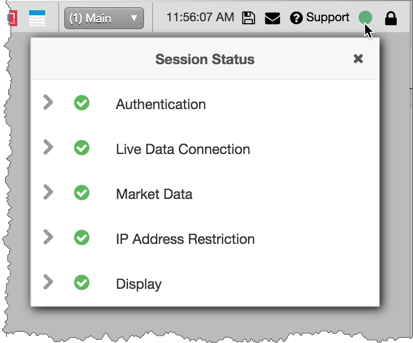 (1) Main 11:56:07 AM Support
Session Status
Authentication
Live Data Connection
Market Data
IP Address Restriction
Display